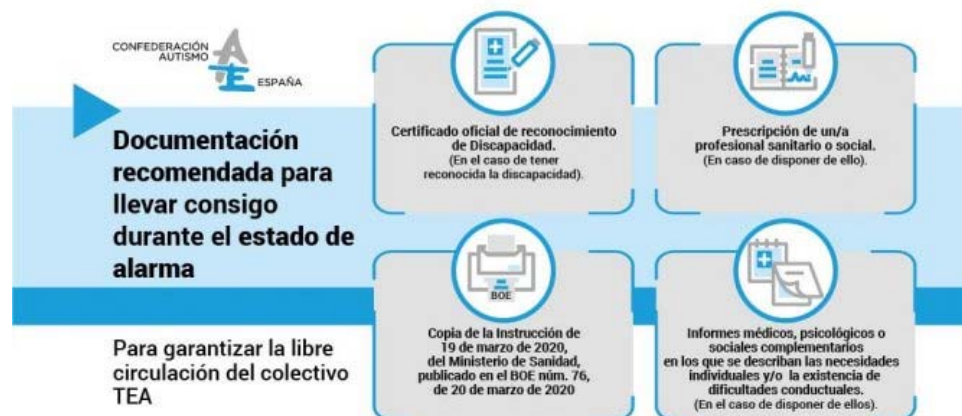 CONFEDERACIÓN
AUTISMO
AE
ESPAÑA
Documentación
recomendada para
llevar consigo
durante el estado de
alarma
Para garantizar la libre
circulación del colectivo
TEA
Certificado oficial de reconocimiento
de Discapacidad.
(En el caso de tener
reconocida la discapacidad).
Prescripción de un/a
profesional sanitario o social.
(En caso de disponer de ello).
BOE
Copia de la Instrucción de
19 de marzo de 2020,
del Ministerio de Sanidad,
publicado en el BOE núm. 76,
de 20 de marzo de 2020
Informes médicos, psicológicos o
sociales complementarios
en los que se describan las necesidades
individuales y/o la existencia de
dificultades conductuales.
(En el caso de disponer de ellos).